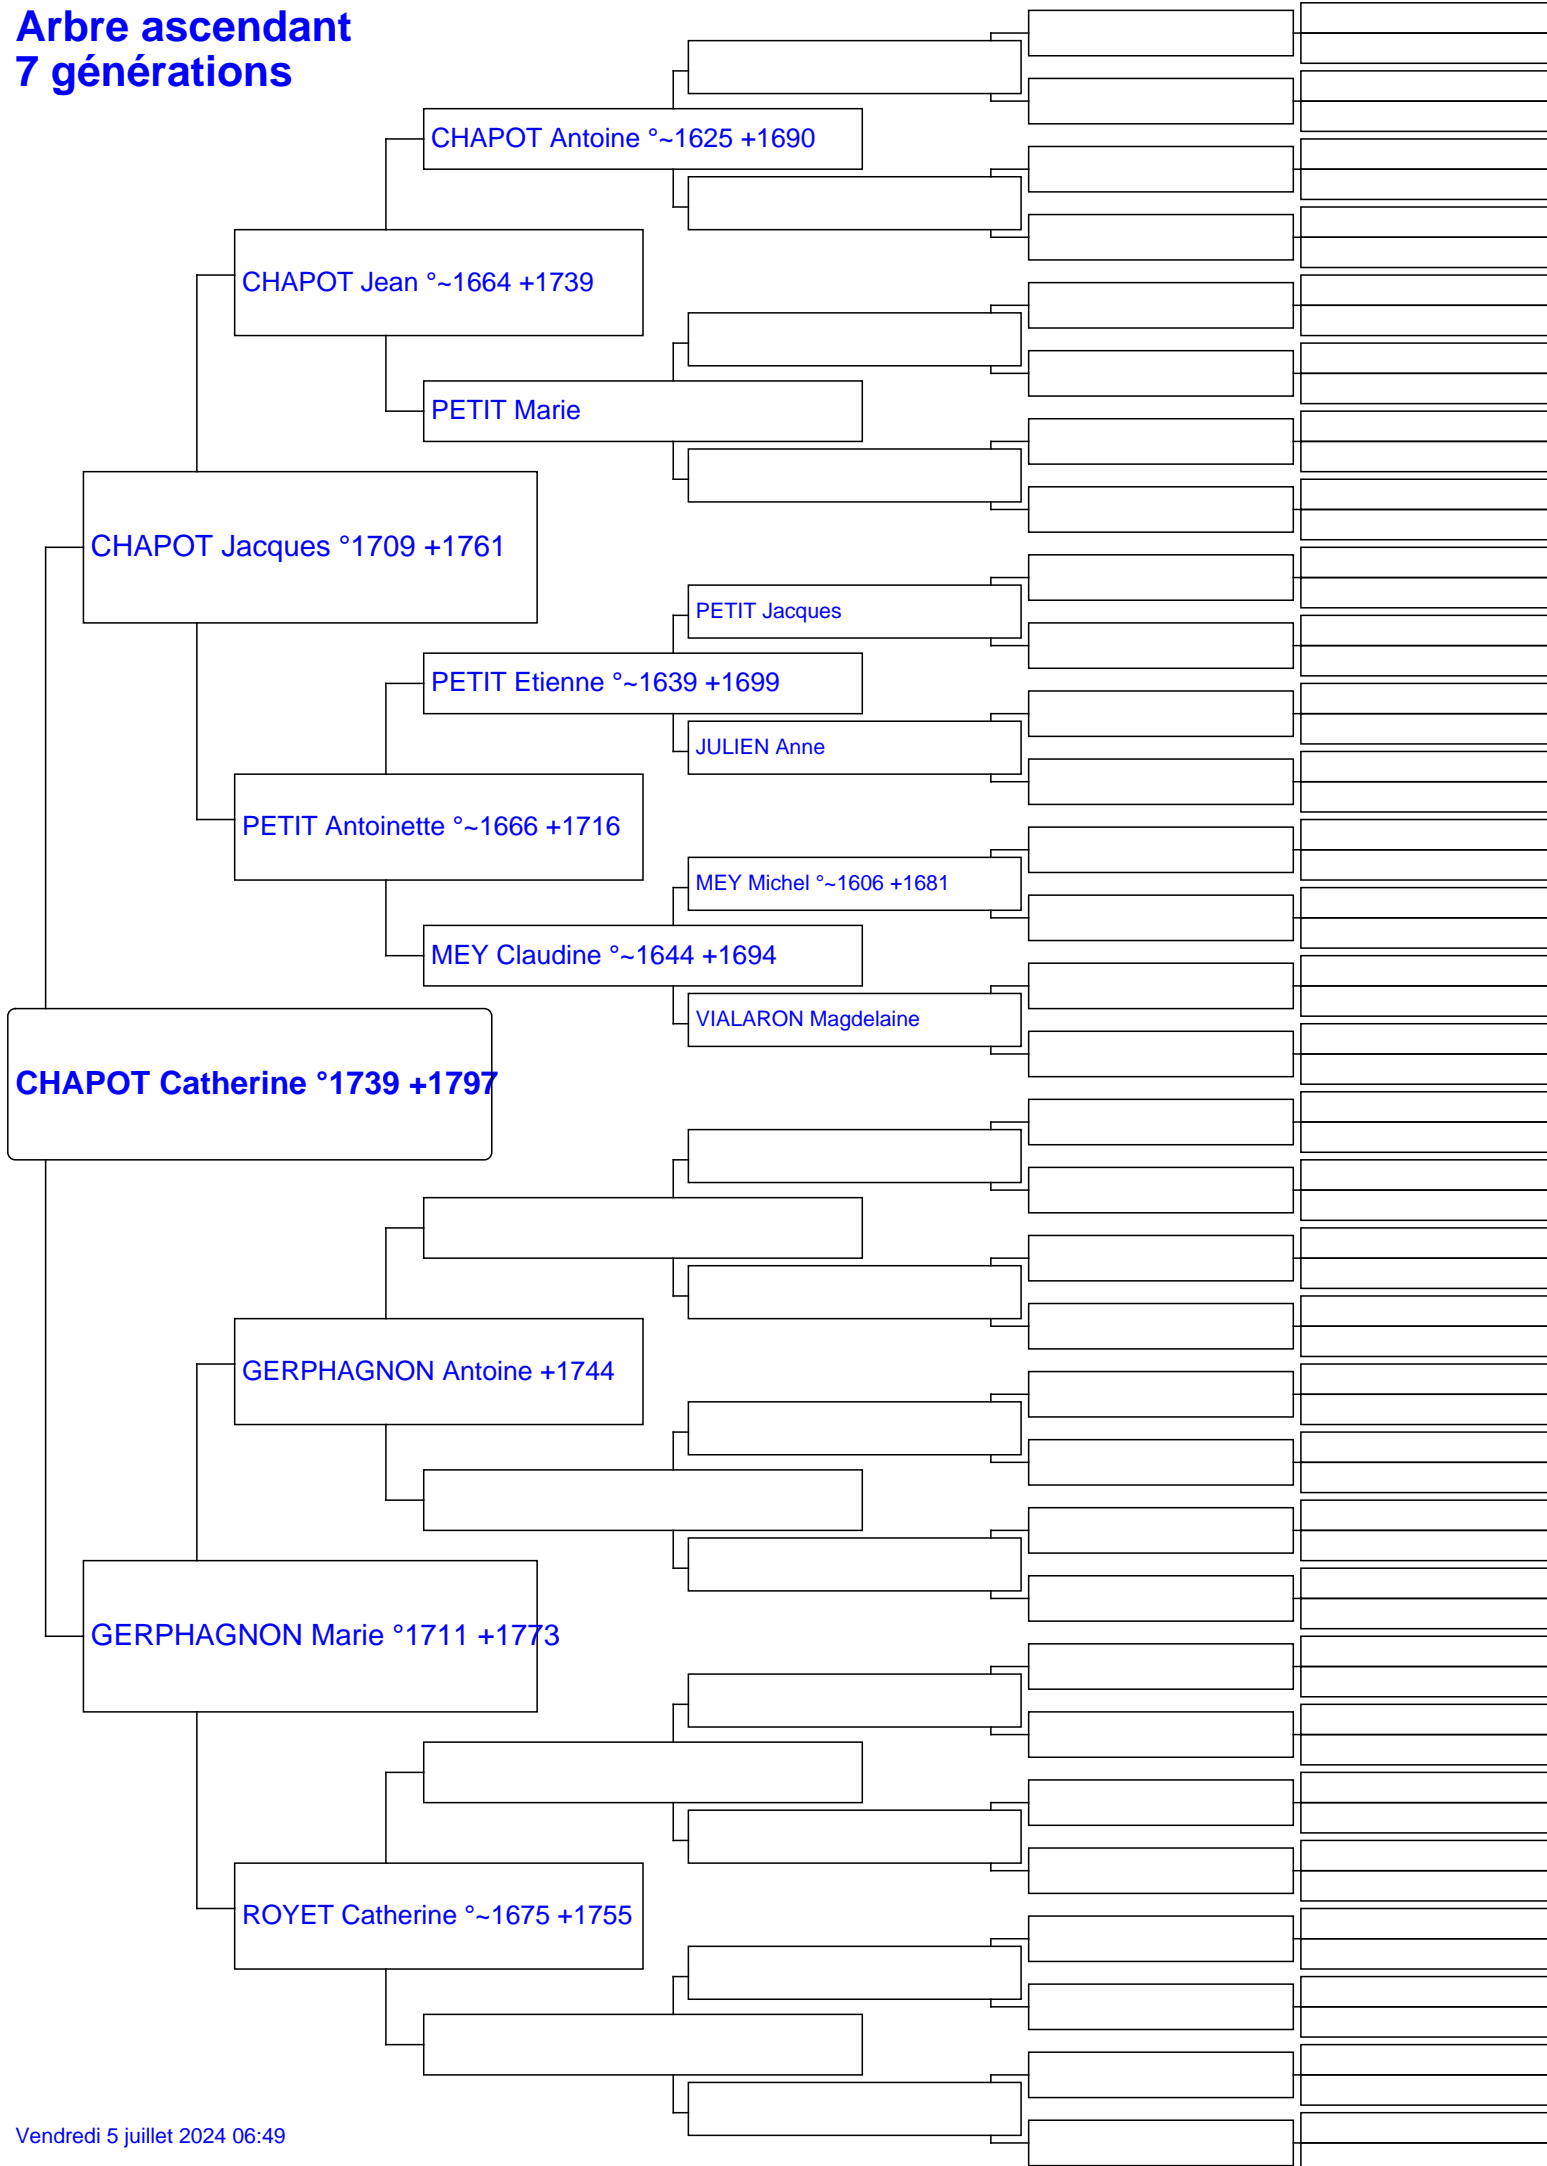 Arbre ascendant
7 générations
CHAPOT Antoine °~1625 +1690
CHAPOT Jean °~1664 +1739
PETIT Marie
CHAPOT Jacques °1709 +1761
PETIT Jacques
PETIT Etienne °~1639 +1699
JULIEN Anne
PETIT Antoinette °~1666 +1716
MEY Michel °~1606 +1681
MEY Claudine °~1644 +1694
VIALARON Magdelaine
CHAPOT Catherine °1739 +1797
GERPHAGNON Antoine +1744
GERPHAGNON Marie °1711 +1773
ROYET Catherine °~1675 +1755
Vendredi 5 juillet 2024 06:49